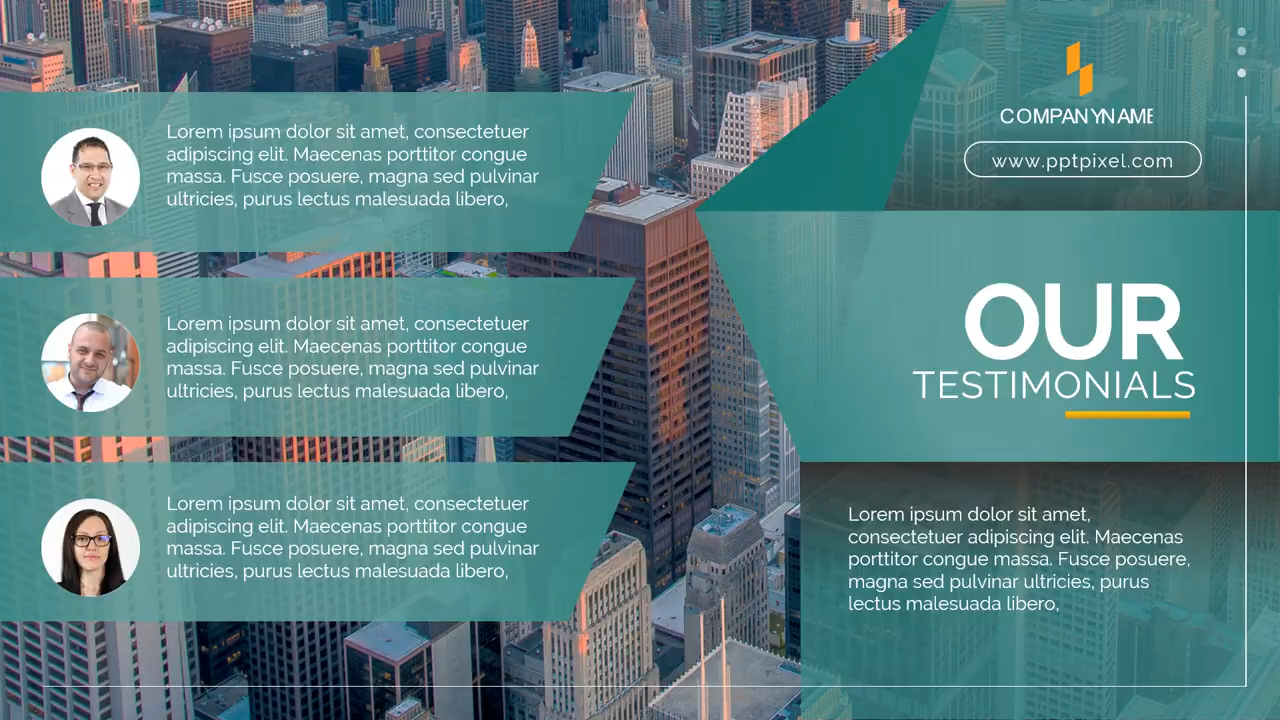 Lorem ipsum dolor sit amet, consectetuer
adipiscing elit. Maecenas porttitor congue
massa. Fusce posuere, magna sed pulvinar
ultricies, purus lectus malesuada libero,
Lorem ipsum dolor sit amet, consectetuer
adipiscing elit. Maecenas porttitor congue
massa. Fusce posuere, magna sed pulvinar
ultricies, purus lectus malesuada libero,
Lorem ipsum dolor sit amet, consectetuer
adipiscing elit. Maecenas porttitor congue
massa. Fusce posuere, magna sed pulvinar
ultricies, purus lectus malesuada libero,
COMPANYNAME
www.pptpixel.com
OUR
TESTIMONIALS
Lorem ipsum dolor sit amet,
consectetuer adipiscing elit. Maecenas
porttitor congue massa. Fusce posuere,
magna sed pulvinar ultricies, purus
lectus malesuada libero,